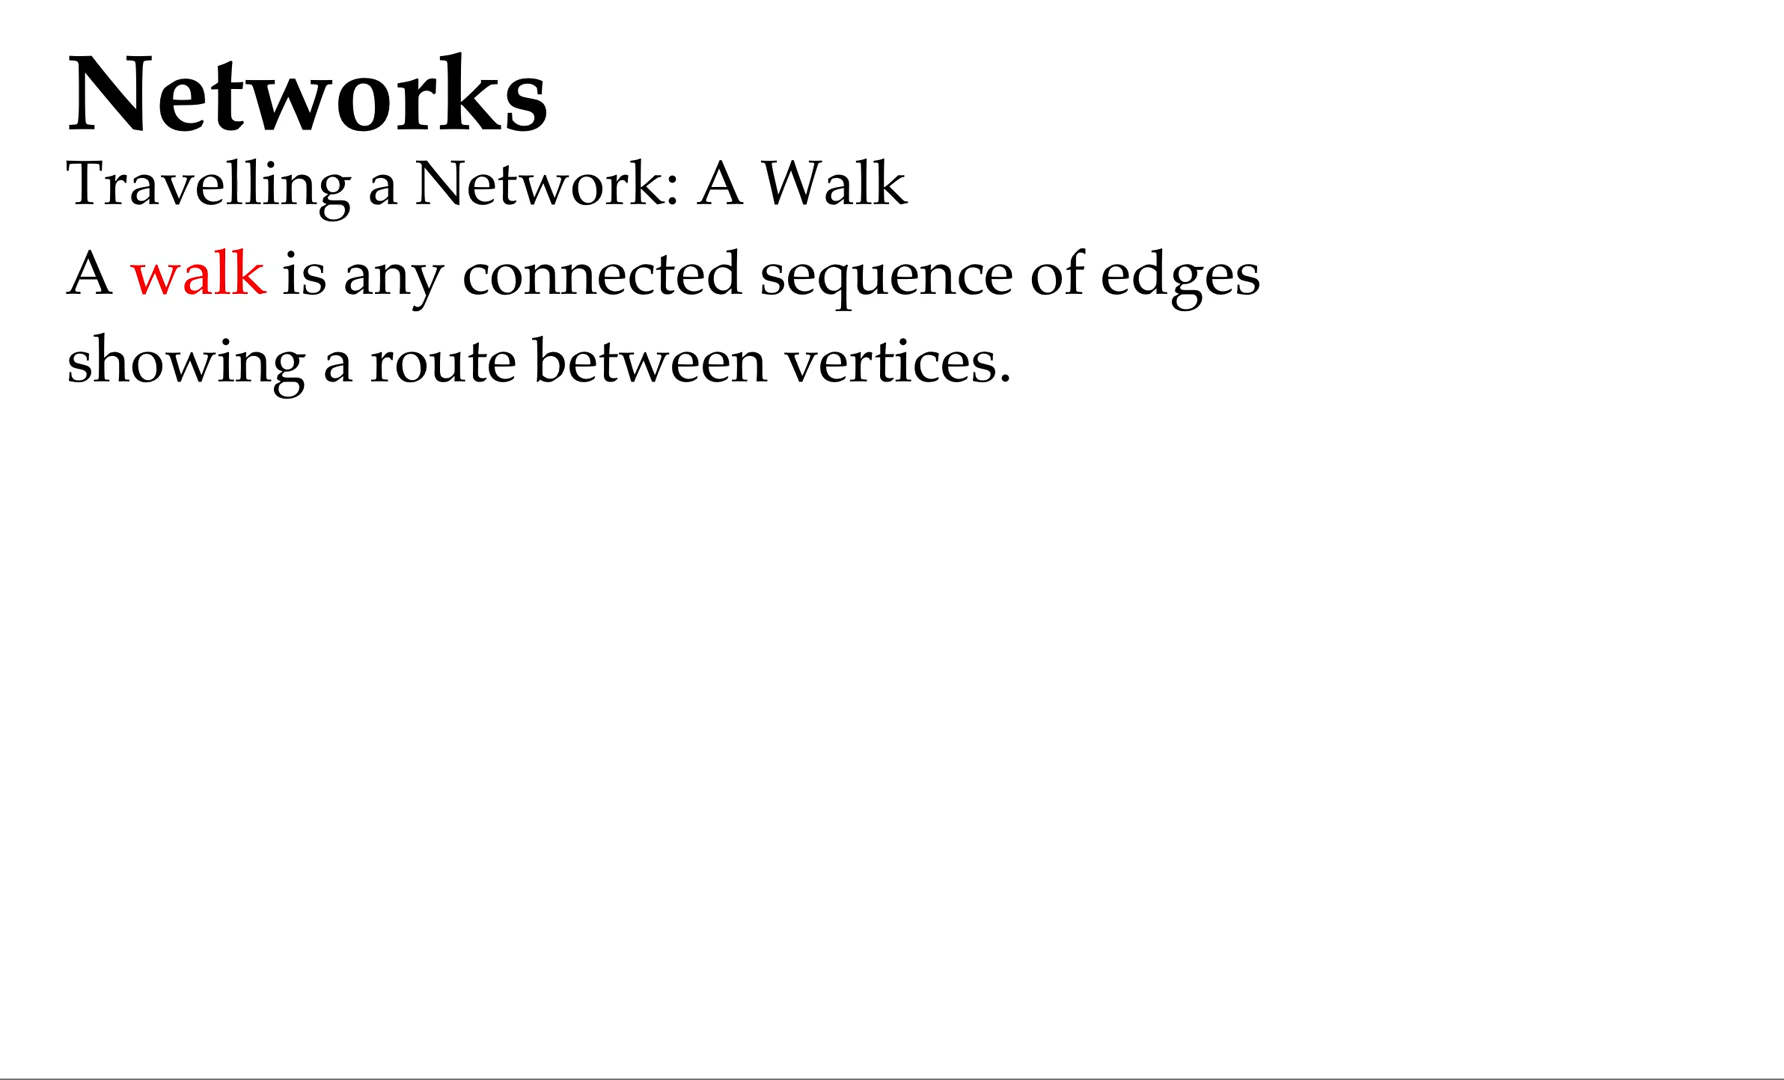 Networks
Travelling a Network: A Walk
A walk is any connected sequence of edges
showing a route between vertices.